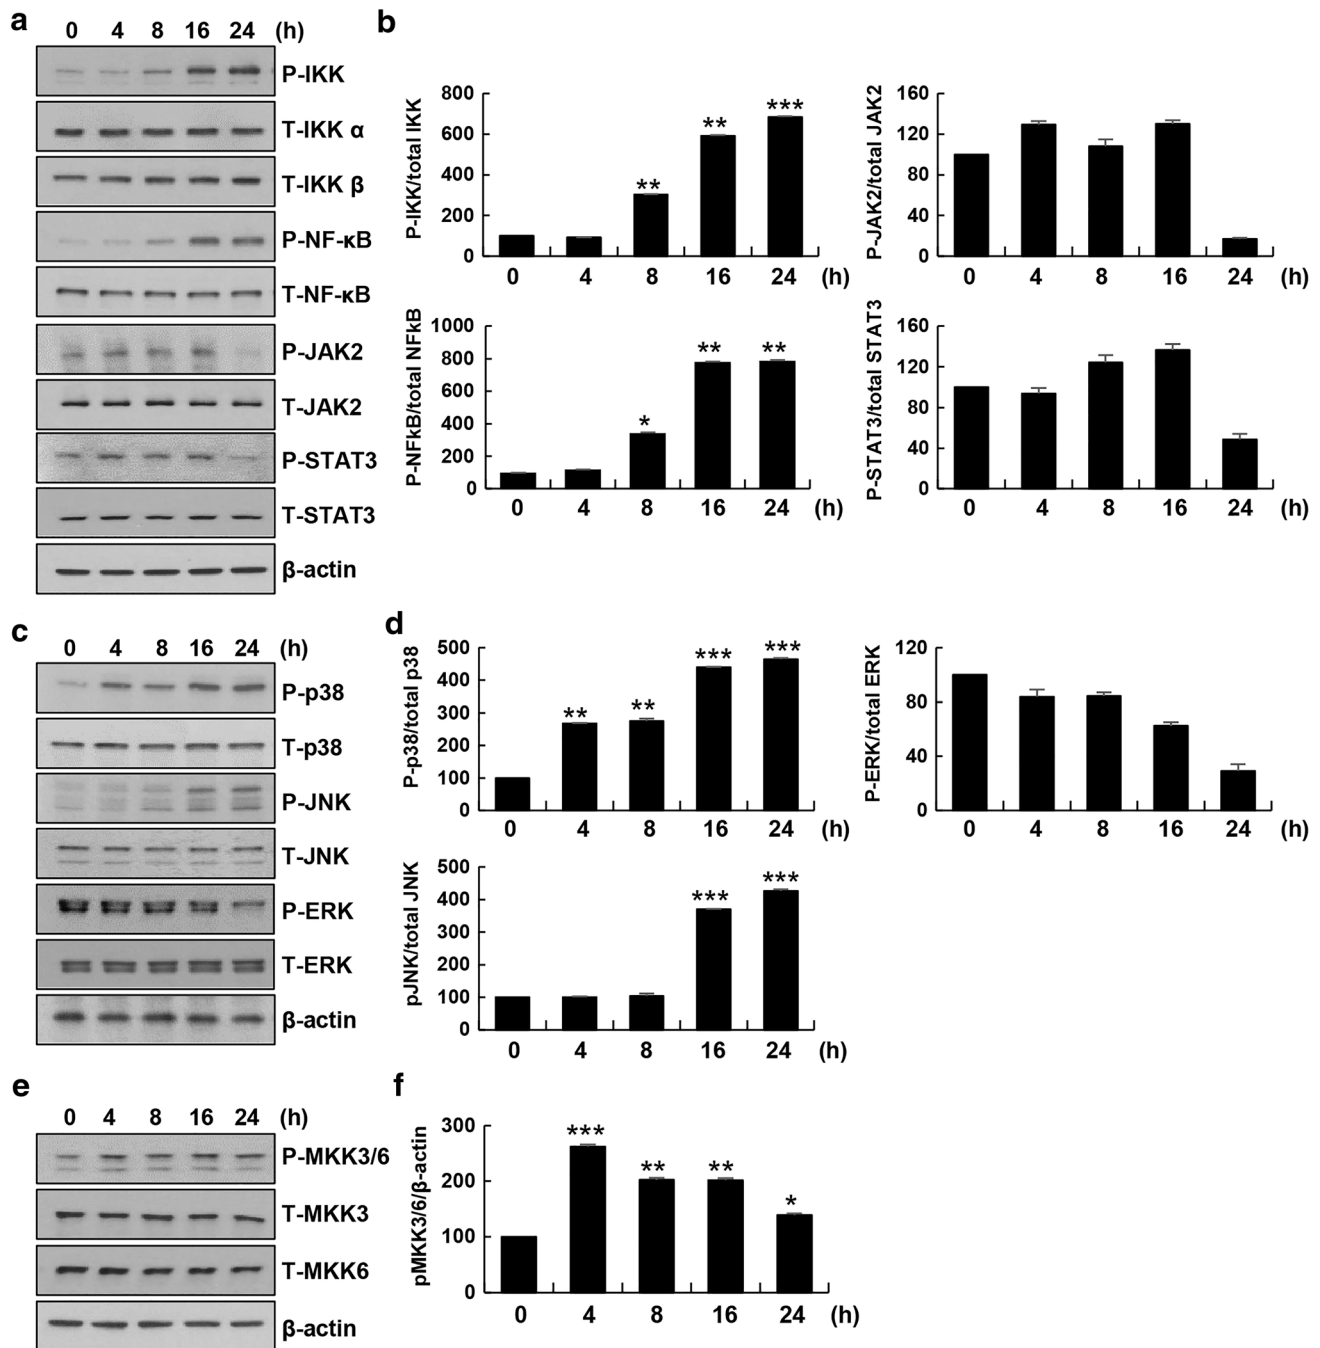 a
0 4 8 16 24 (h)
P-IKK
T-IKK α
T-IKK β
P-NF-κB
T-NF-κB
P-JAK2
T-JAK2
P-STAT3
T-STAT3
β-actin
b
P-IKK/total IKK
800
600
400
200
0
** ** ***
0 4 8 16 24 (h)
P-JAK2/total JAK2
160
120
80
40
0
0 4 8 16 24 (h)
P-NFkB/total NFkB
1000
800
600
400
200
0
* ** **
0 4 8 16 24 (h)
P-STAT3/total STAT3
160
120
80
40
0
0 4 8 16 24 (h)
c
0 4 8 16 24 (h)
P-p38
T-p38
P-JNK
T-JNK
P-ERK
T-ERK
β-actin
d
P-p38/total p38
500
400
300
200
100
0
** ** *** ***
0 4 8 16 24 (h)
P-ERK/total ERK
120
80
40
0
0 4 8 16 24 (h)
pJNK/total JNK
500
400
300
200
100
0
*** ***
0 4 8 16 24 (h)
e
0 4 8 16 24 (h)
P-MKK3/6
T-MKK3
T-MKK6
β-actin
f
pMKK3/6/β-actin
300
200
100
0
*** ** ** *
0 4 8 16 24 (h)